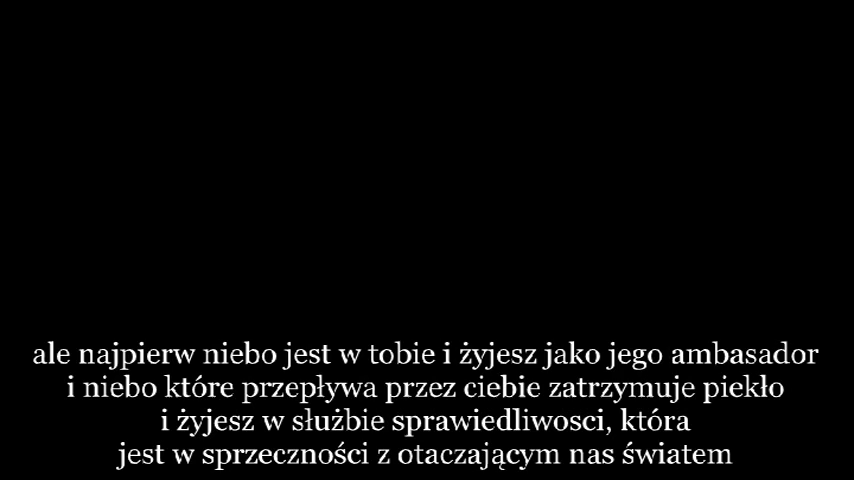 ale najpierw niebo jest w tobie i żyjesz jako jego ambasador
i niebo które przepływa przez ciebie zatrzymuje piekło
i żyjesz w służbie sprawiedliwosci, która
jest w sprzeczności z otaczającym nas światem